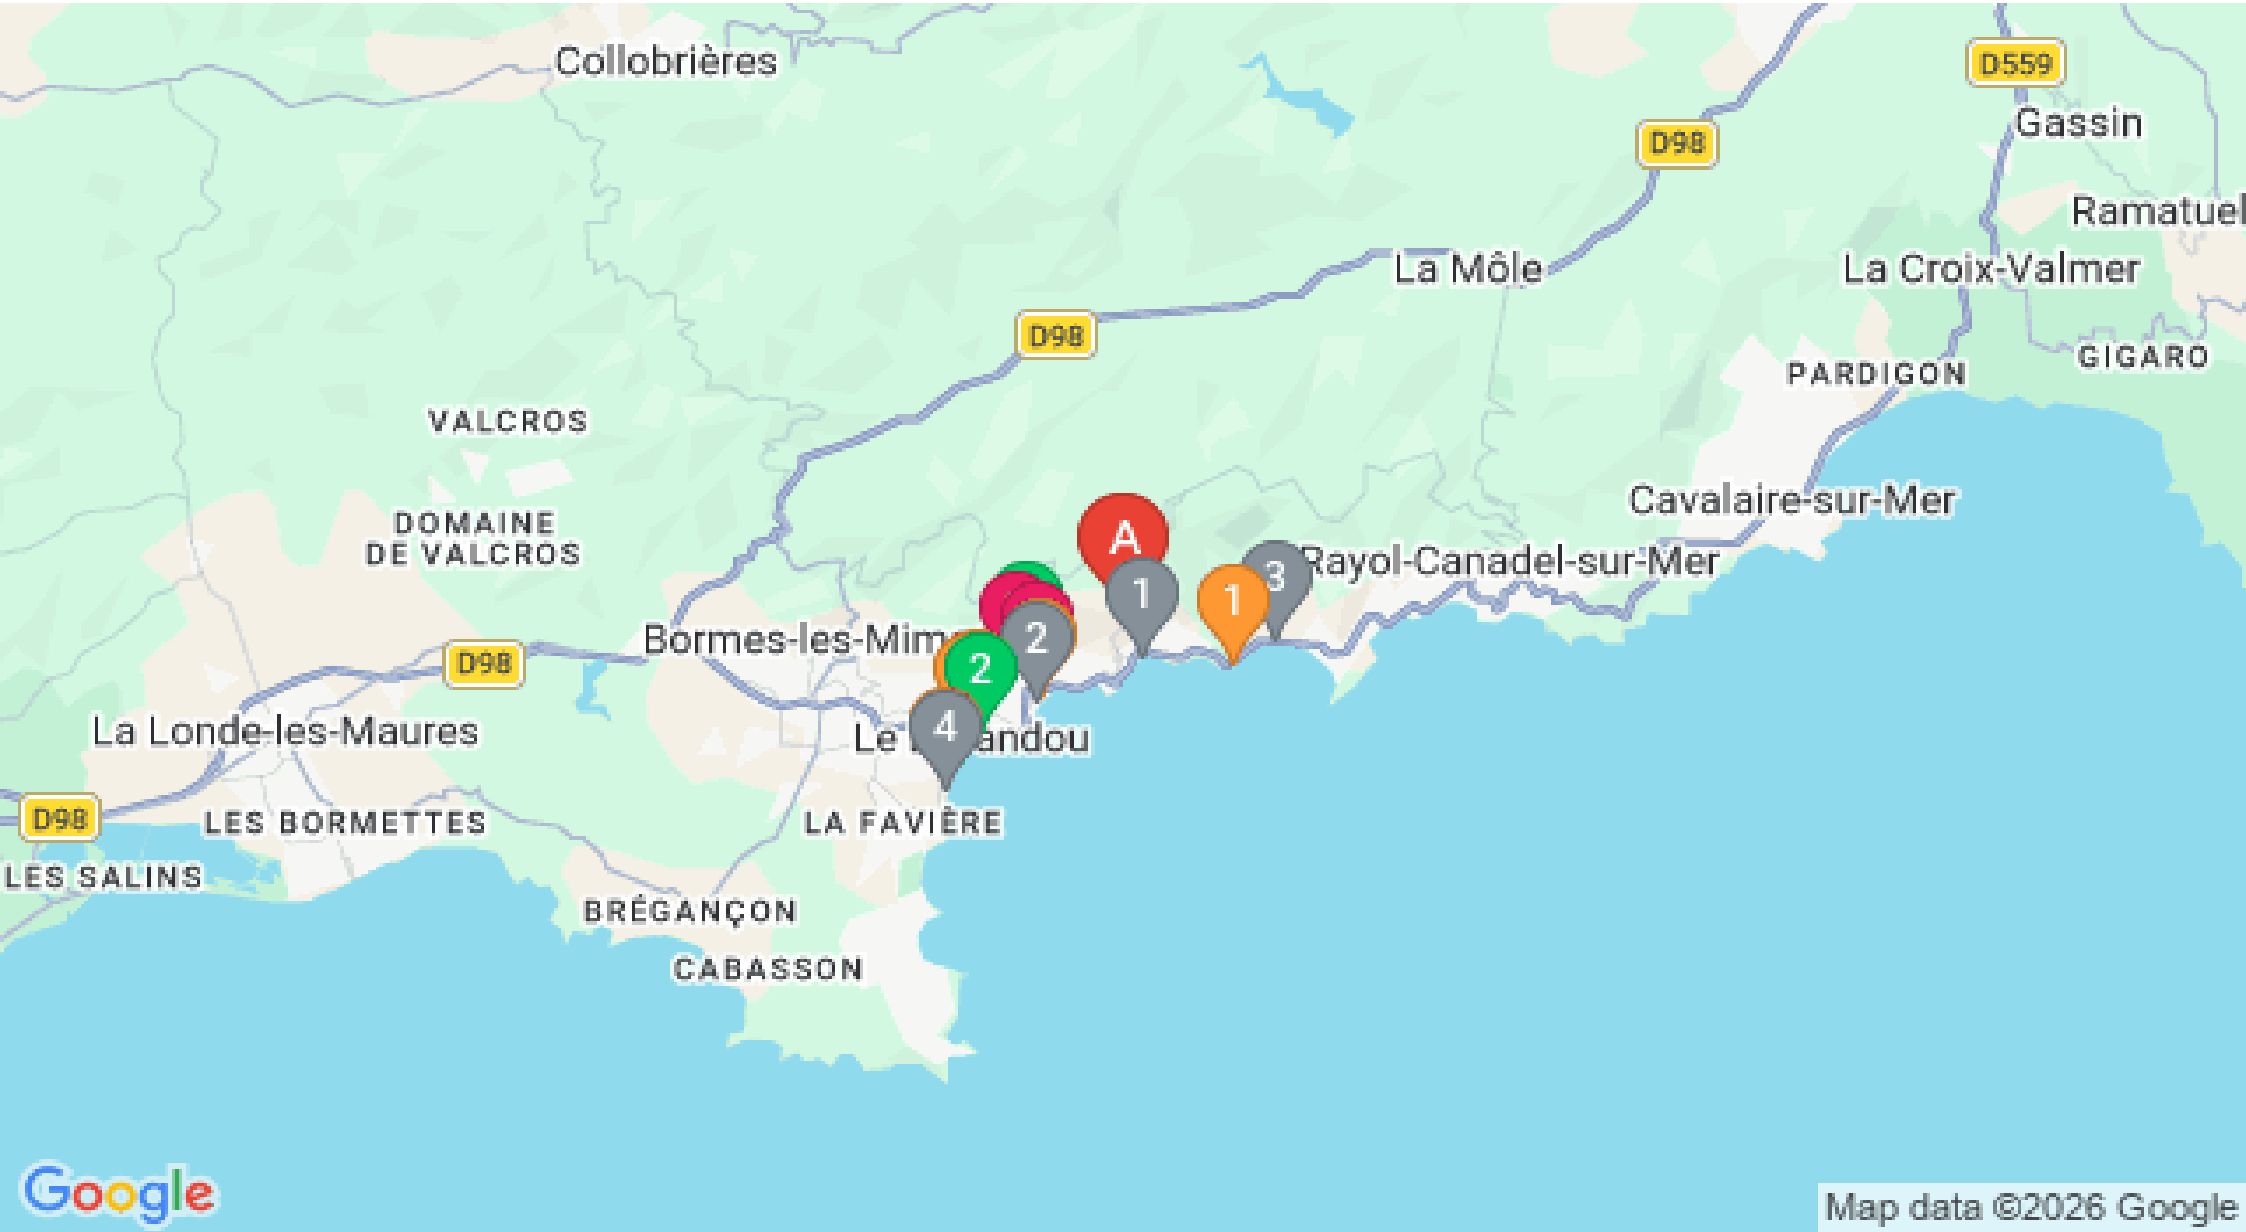 Collobrières
D559
Gassin
D98
Ramatuel
La Môle
La Croix-Valmer
D98
GIGARO
PARDIGON
VALCROS
Cavalaire-sur-Mer
DOMAINE
DE VALCROS
A
Rayol-Canadel-sur-Mer
3
1
1
2
Bormes-les-Mim
D98
2
4
La Londe-les-Maures
Le
andou
D98
LES BORMETTES
LA FAVIÈRE
LES SALINS
BRÉGANÇON
CABASSON
Google
Map data ©2026 Google